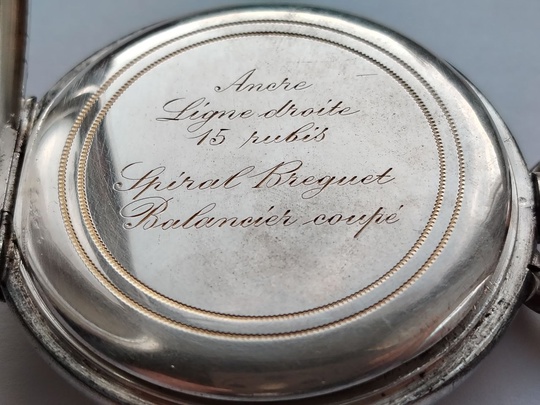 Ancre
Ligne droite
15 rubis
Spiral Breguet
Balancier coupé